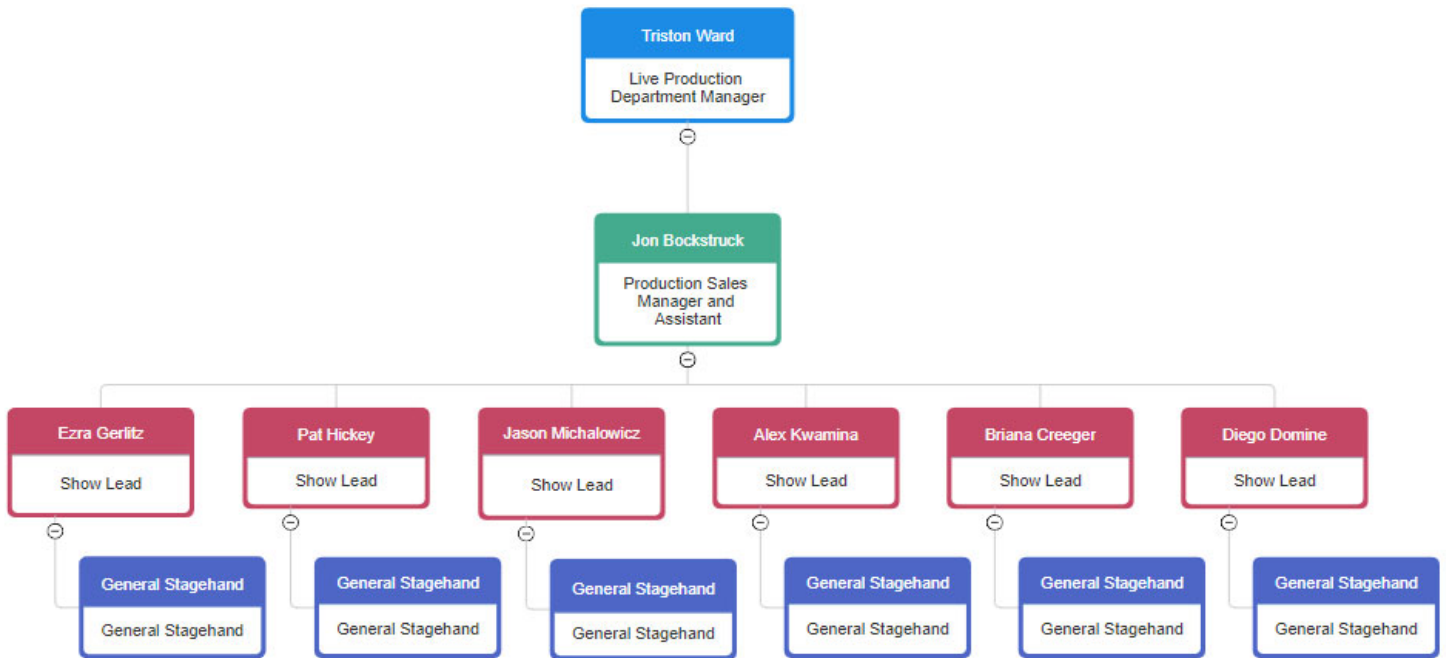 Triston Ward
Live Production
Department Manager
Jon Bockstruck
Production Sales
Manager and
Assistant
Ezra Gerlitz
Show Lead
Pat Hickey
Show Lead
Jason Michalowicz
Show Lead
Alex Kwamina
Show Lead
Briana Creeger
Show Lead
Diego Domine
Show Lead
General Stagehand
General Stagehand
General Stagehand
General Stagehand
General Stagehand
General Stagehand
General Stagehand
General Stagehand
General Stagehand
General Stagehand
General Stagehand
General Stagehand